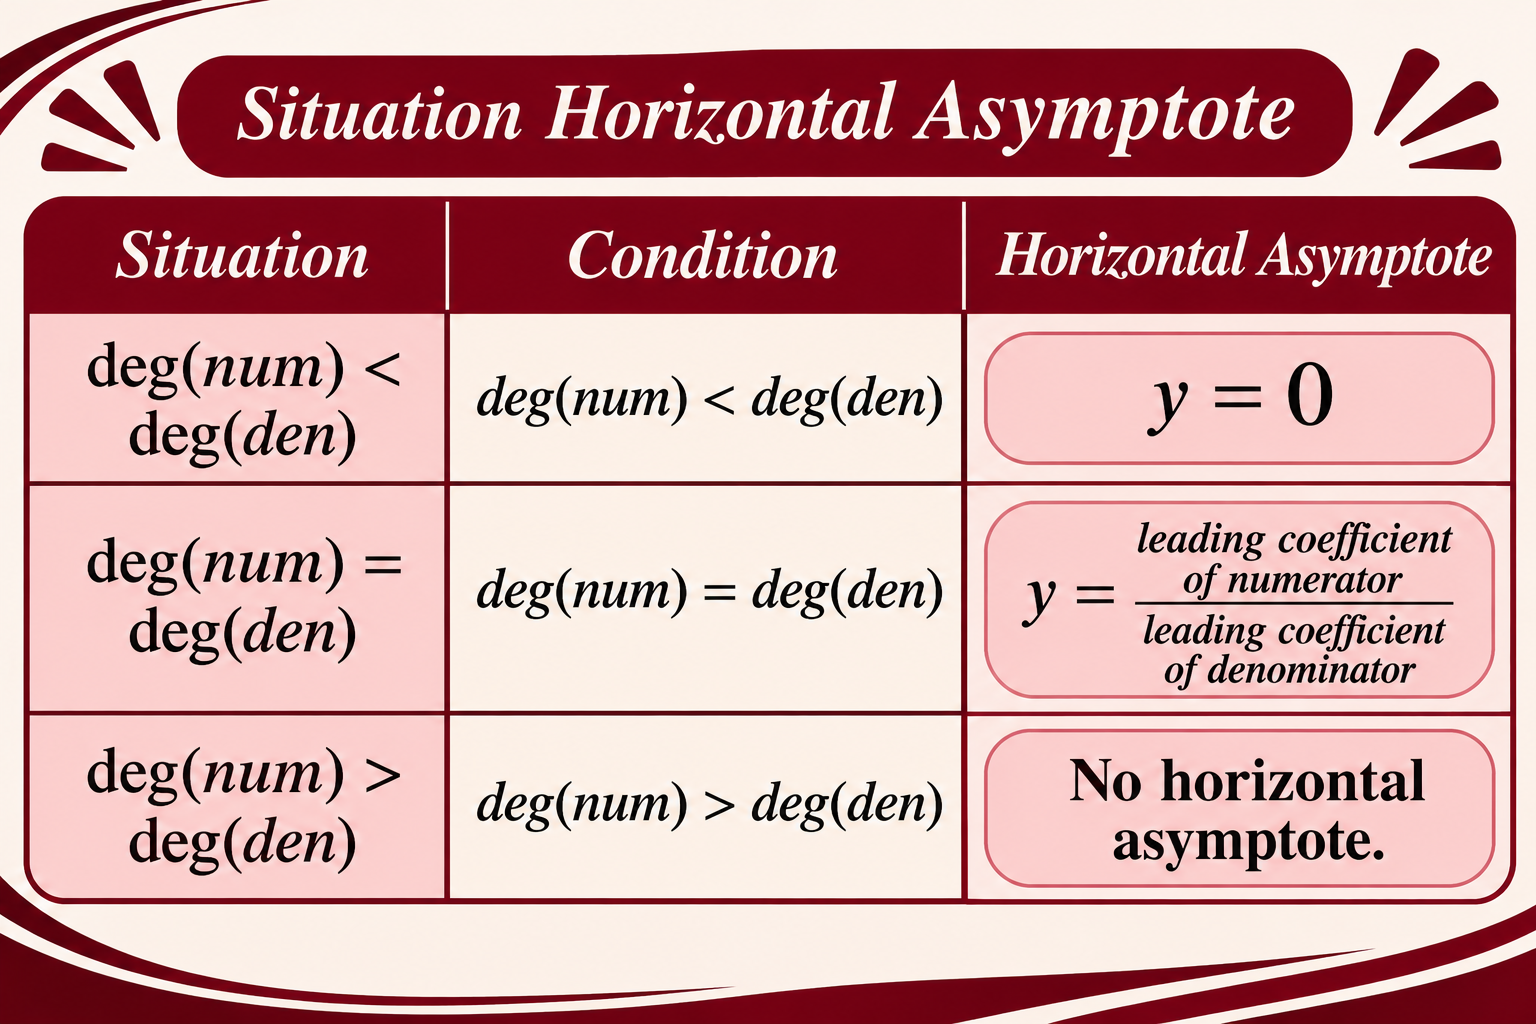 Situation Horizontal Asymptote
Situation
Condition
Horizontal Asymptote
deg(num) <
deg(den)
deg(num) < deg(den)
y = 0
deg(num) =
deg(den)
deg(num) = deg(den)
y =
leading coefficient
of numerator
leading coefficient
of denominator
deg(num) >
deg(den)
deg(num) > deg(den)
No horizontal
asymptote.